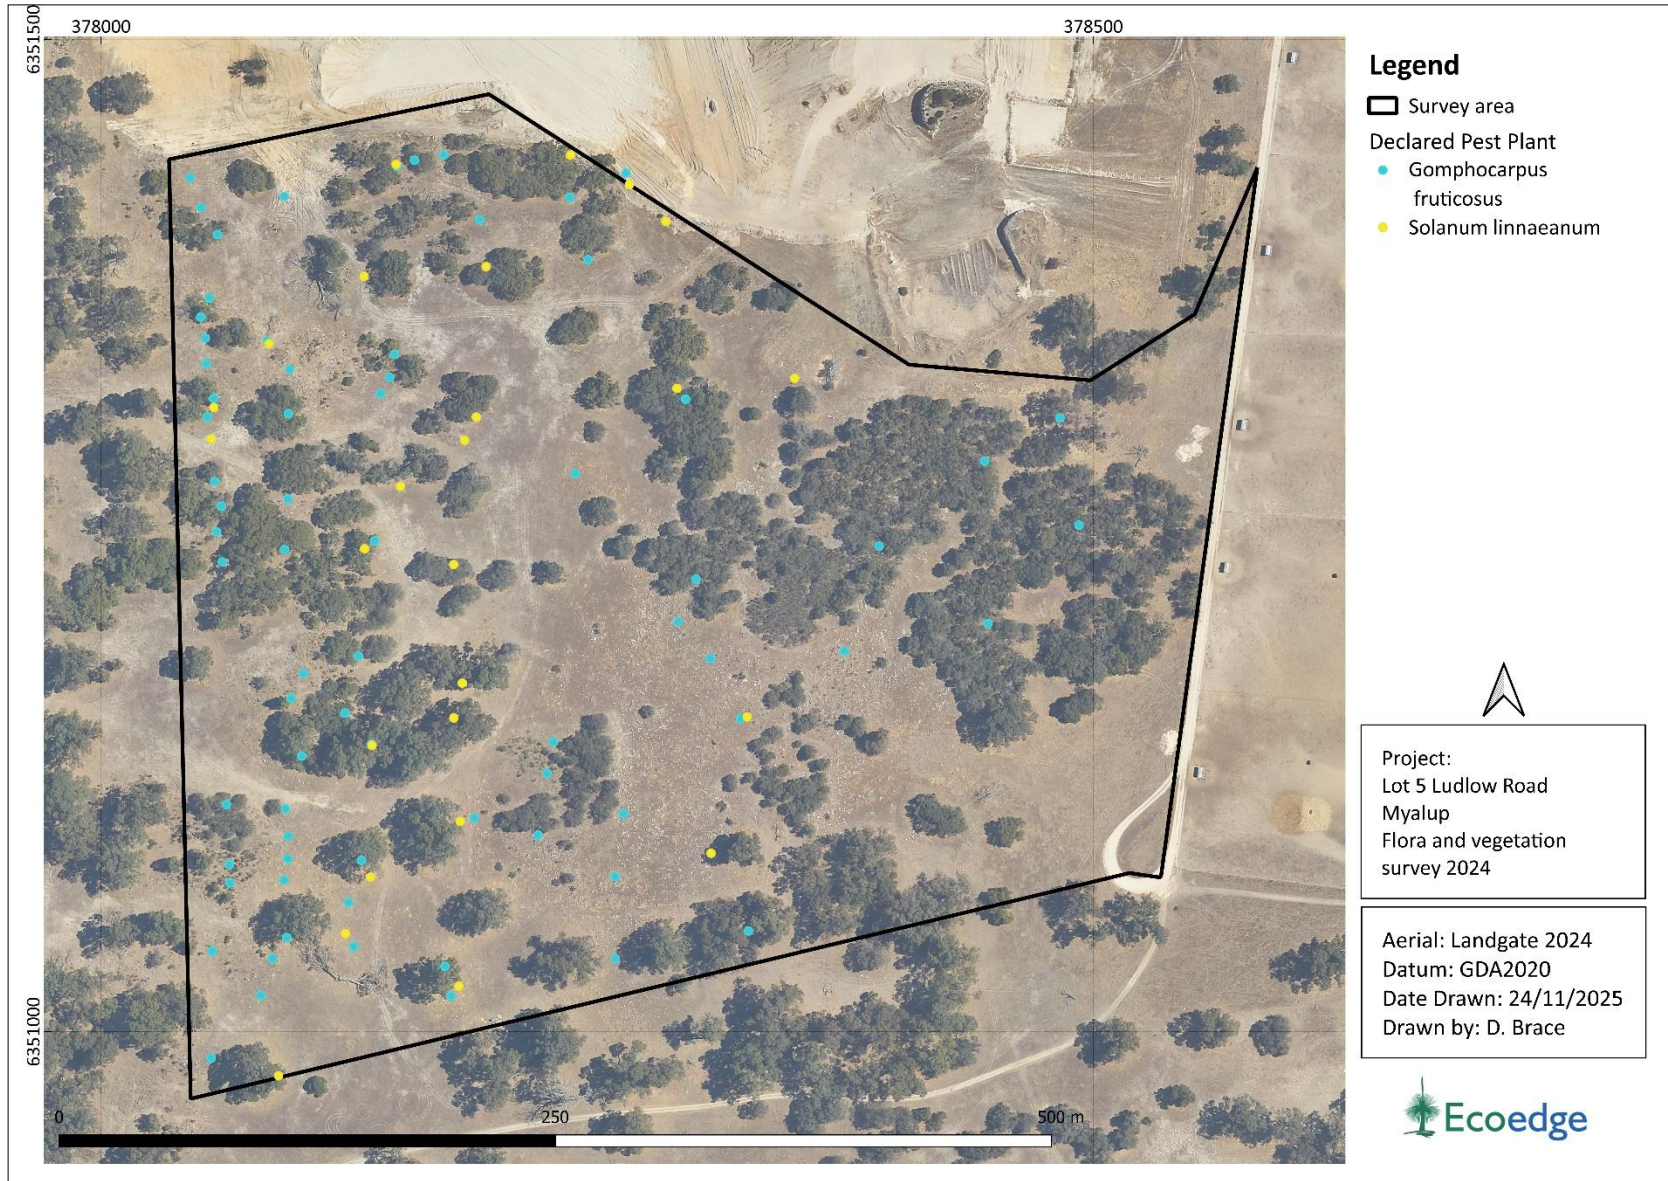 378000
378500
6351500
Legend
Survey area
Declared Pest Plant
Gomphocarpus
fruticosus
Solanum linnaeanum
Project:
Lot 5 Ludlow Road
Myalup
Flora and vegetation
survey 2024
Aerial: Landgate 2024
Datum: GDA2020
Date Drawn: 24/11/2025
Drawn by: D. Brace
6351000
0
250
500 m
Ecoedge